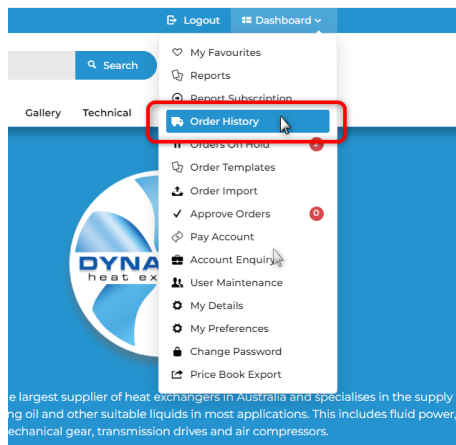 Logout Dashboard
Search
Gallery Technical
My Favourites
Reports
Report Subscription
Order History
Orders On Hold 2
Order Templates
Order Import
Approve Orders 0
Pay Account
Account Enquiry
User Maintenance
My Details
My Preferences
Change Password
Price Book Export
DYNA
heat ex
e largest supplier of heat exchangers in Australia and specialises in the supply
ng oil and other suitable liquids in most applications. This includes fluid power,
echanical gear, transmission drives and air compressors.